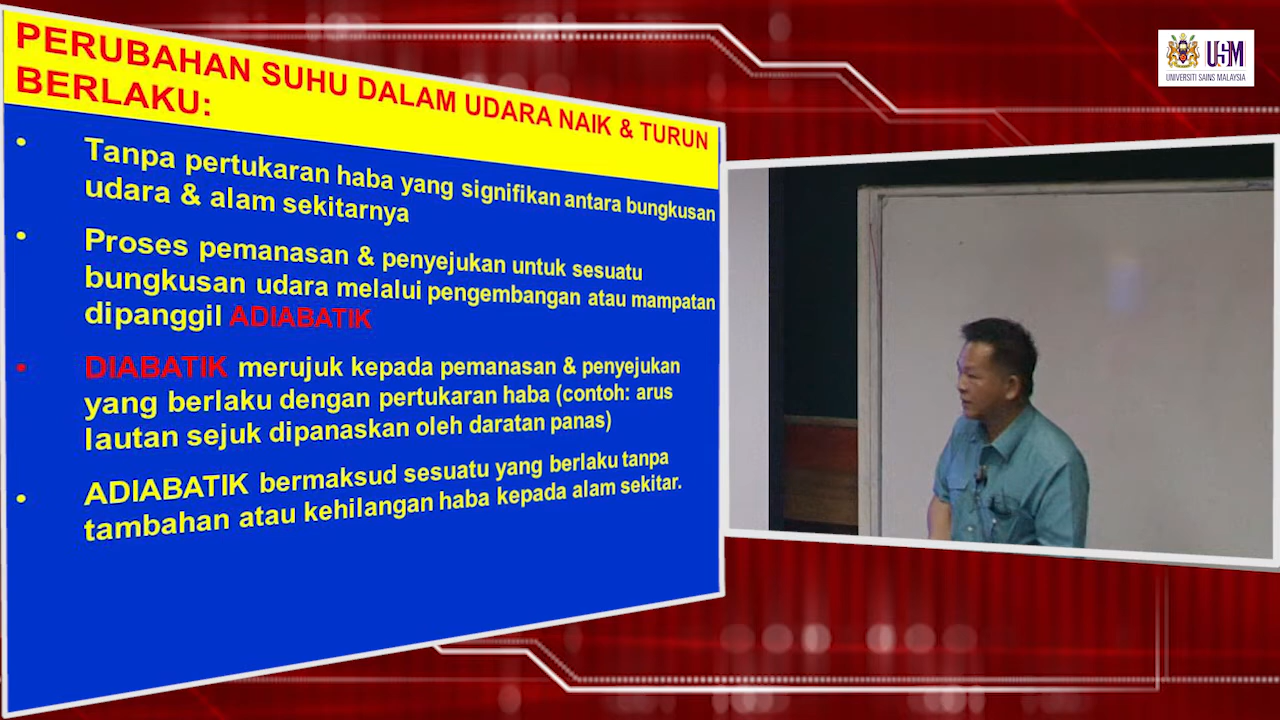 PERUBAHAN SUHU DALAM UDARA NAIK & TURUN
BERLAKU:
• Tanpa pertukaran haba yang signifikan antara bungkusan
udara & alam sekitarnya
• Proses pemanasan & penyejukan untuk sesuatu
bungkusan udara melalui pengembangan atau mampatan
dipanggil ADIABATIK
• DIABATIK merujuk kepada pemanasan & penyejukan
yang berlaku dengan pertukaran haba (contoh: arus
lautan sejuk dipanaskan oleh daratan panas)
• ADIABATIK bermaksud sesuatu yang berlaku tanpa
tambahan atau kehilangan haba kepada alam sekitar.
USM
UNIVERSITI SAINS MALAYSIA